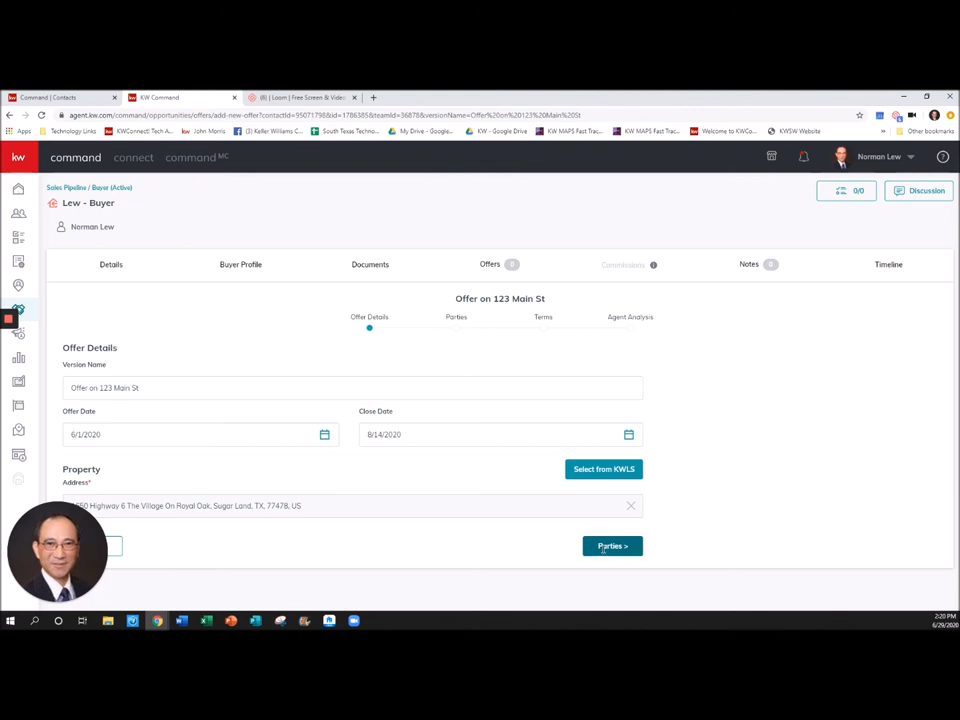 Command | Contacts
KW Command
(6) | Loom | Free Screen & Video
agent.kw.com/command/opportunities/offers/add-new-offer?contactId=95071798&id=1786385&teamId=36878&versionName=Offer%20on%20123%20Main%20St
Apps
Technology Links
KWConnect! Tech A...
John Morris
(3) Keller Williams C...
South Texas Techno...
My Drive - Google...
KW - Google Drive
KW MAPS Fast Trac...
KW MAPS Fast Trac...
Welcome to KWCo...
KWSW Website
»
Other bookmarks
kw
command
connect
command MC
Norman Lew
Sales Pipeline / Buyer (Active)
0/0
Discussion
Lew - Buyer
Norman Lew
Details
Buyer Profile
Documents
Offers 0
Commissions
Notes 0
Timeline
Offer on 123 Main St
Offer Details
Parties
Terms
Agent Analysis
Offer Details
Version Name
Offer on 123 Main St
Offer Date
Close Date
6/1/2020
8/14/2020
Property
Select from KWLS
Address*
Highway 6 The Village On Royal Oak, Sugar Land, TX, 77478, US
Parties >
2:20 PM
6/29/2020